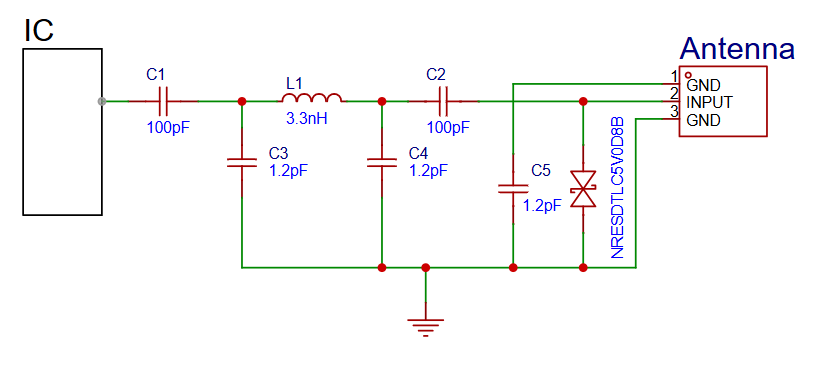 IC
Antenna
C1
100pF
L1
3.3nH
C2
100pF
1
GND
2
INPUT
3
GND
C3
1.2pF
C4
1.2pF
C5
1.2pF
NRESDTLC5V0D8B